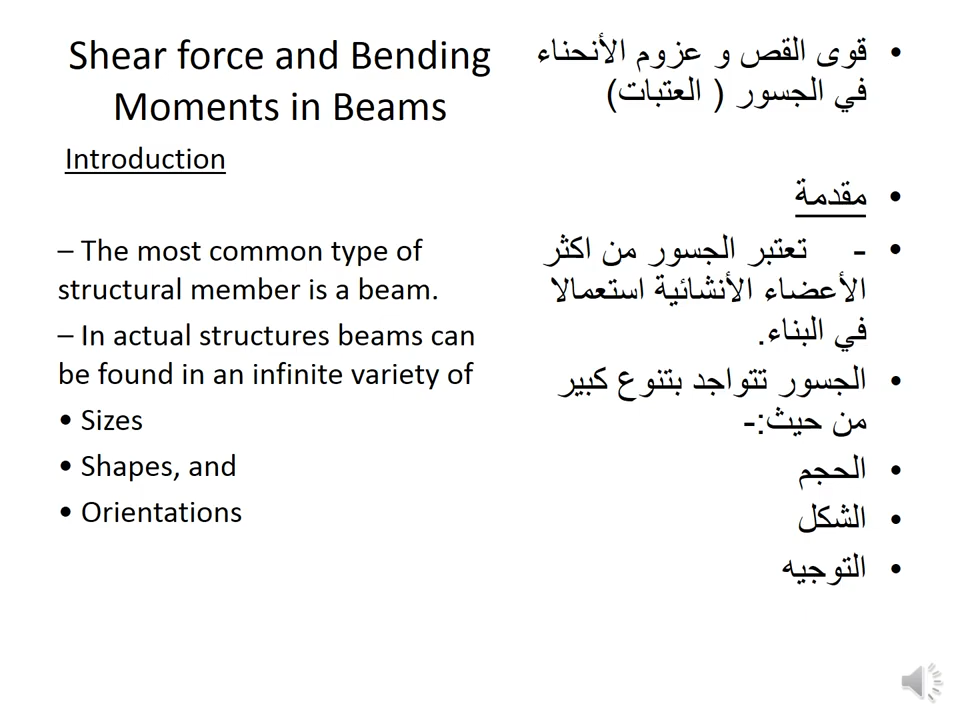 Shear force and Bending
Moments in Beams
Introduction
– The most common type of
structural member is a beam.
– In actual structures beams can
be found in an infinite variety of
• Sizes
• Shapes, and
• Orientations
• قوى القص و عزوم الأنحناء
في الجسور ( العتبات)
• مقدمة
• - تعتبر الجسور من اكثر
الأعضاء الأنشائية استعمالا
في البناء.
• الجسور تتواجد بتنوع كبير
من حيث:-
• الحجم
• الشكل
• التوجيه